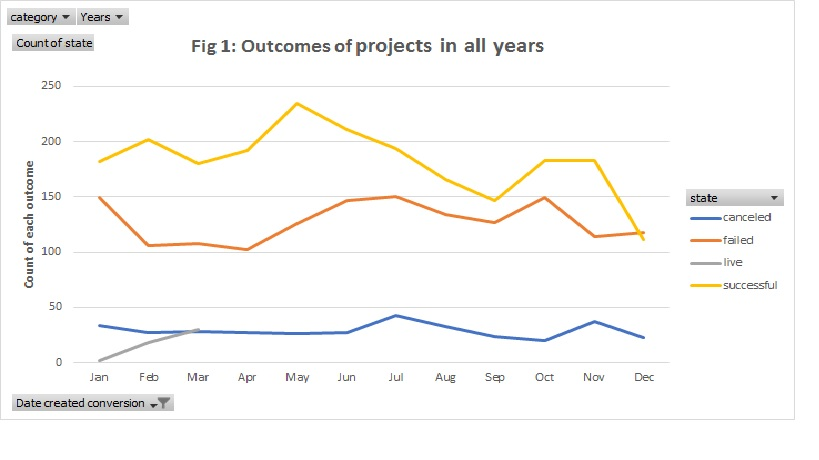 category Years
Count of state
Fig 1: Outcomes of projects in all years
250
200
150
100
50
0
Count of each outcome
Jan Feb Mar Apr May Jun Jul Aug Sep Oct Nov Dec
state
canceled
failed
live
successful
Date created conversion